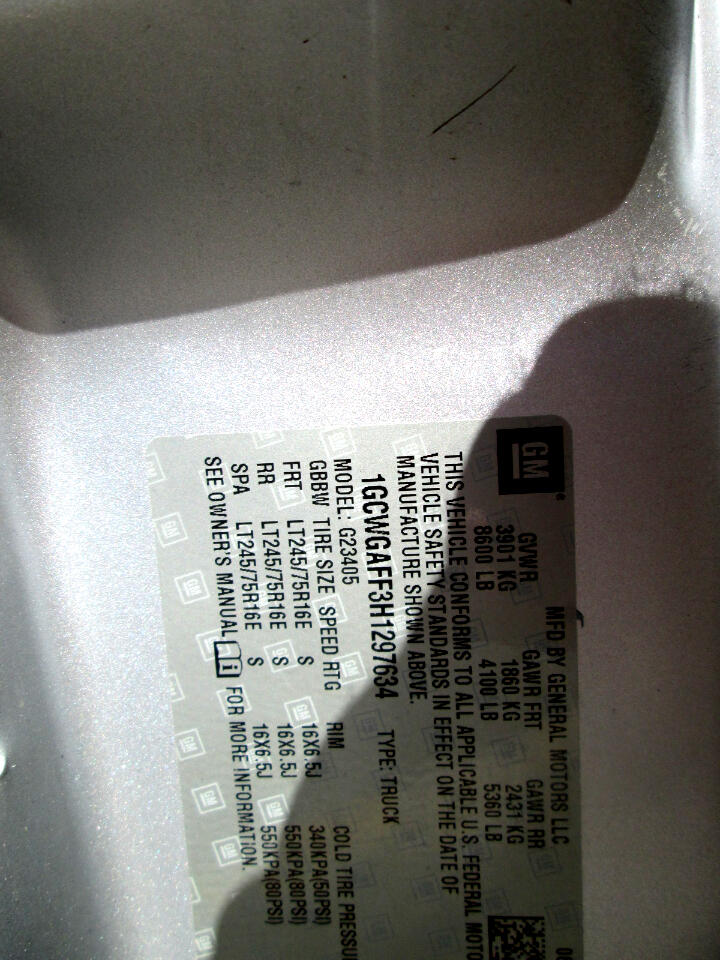 GM®
MFD BY GENERAL MOTORS LLC
GVWR GAWR FRT GAWR RR
3901 KG 1860 KG 2431 KG
8600 LB 4100 LB 5360 LB
THIS VEHICLE CONFORMS TO ALL APPLICABLE U.S. FEDERAL MOTO
VEHICLE SAFETY STANDARDS IN EFFECT ON THE DATE OF
MANUFACTURE SHOWN ABOVE.
1GCWGAFF3H1297634 TYPE: TRUCK
MODEL: G23405
GBBW TIRE SIZE SPEED RTG RIM COLD TIRE PRESSU
FRT LT245/75R16E S 16X6.5J 340KPA(50PSI)
RR LT245/75R16E S 16X6.5J 550KPA(80PSI)
SPA LT245/75R16E S 16X6.5J 550KPA(80PSI)
SEE OWNER'S MANUAL i FOR MORE INFORMATION.